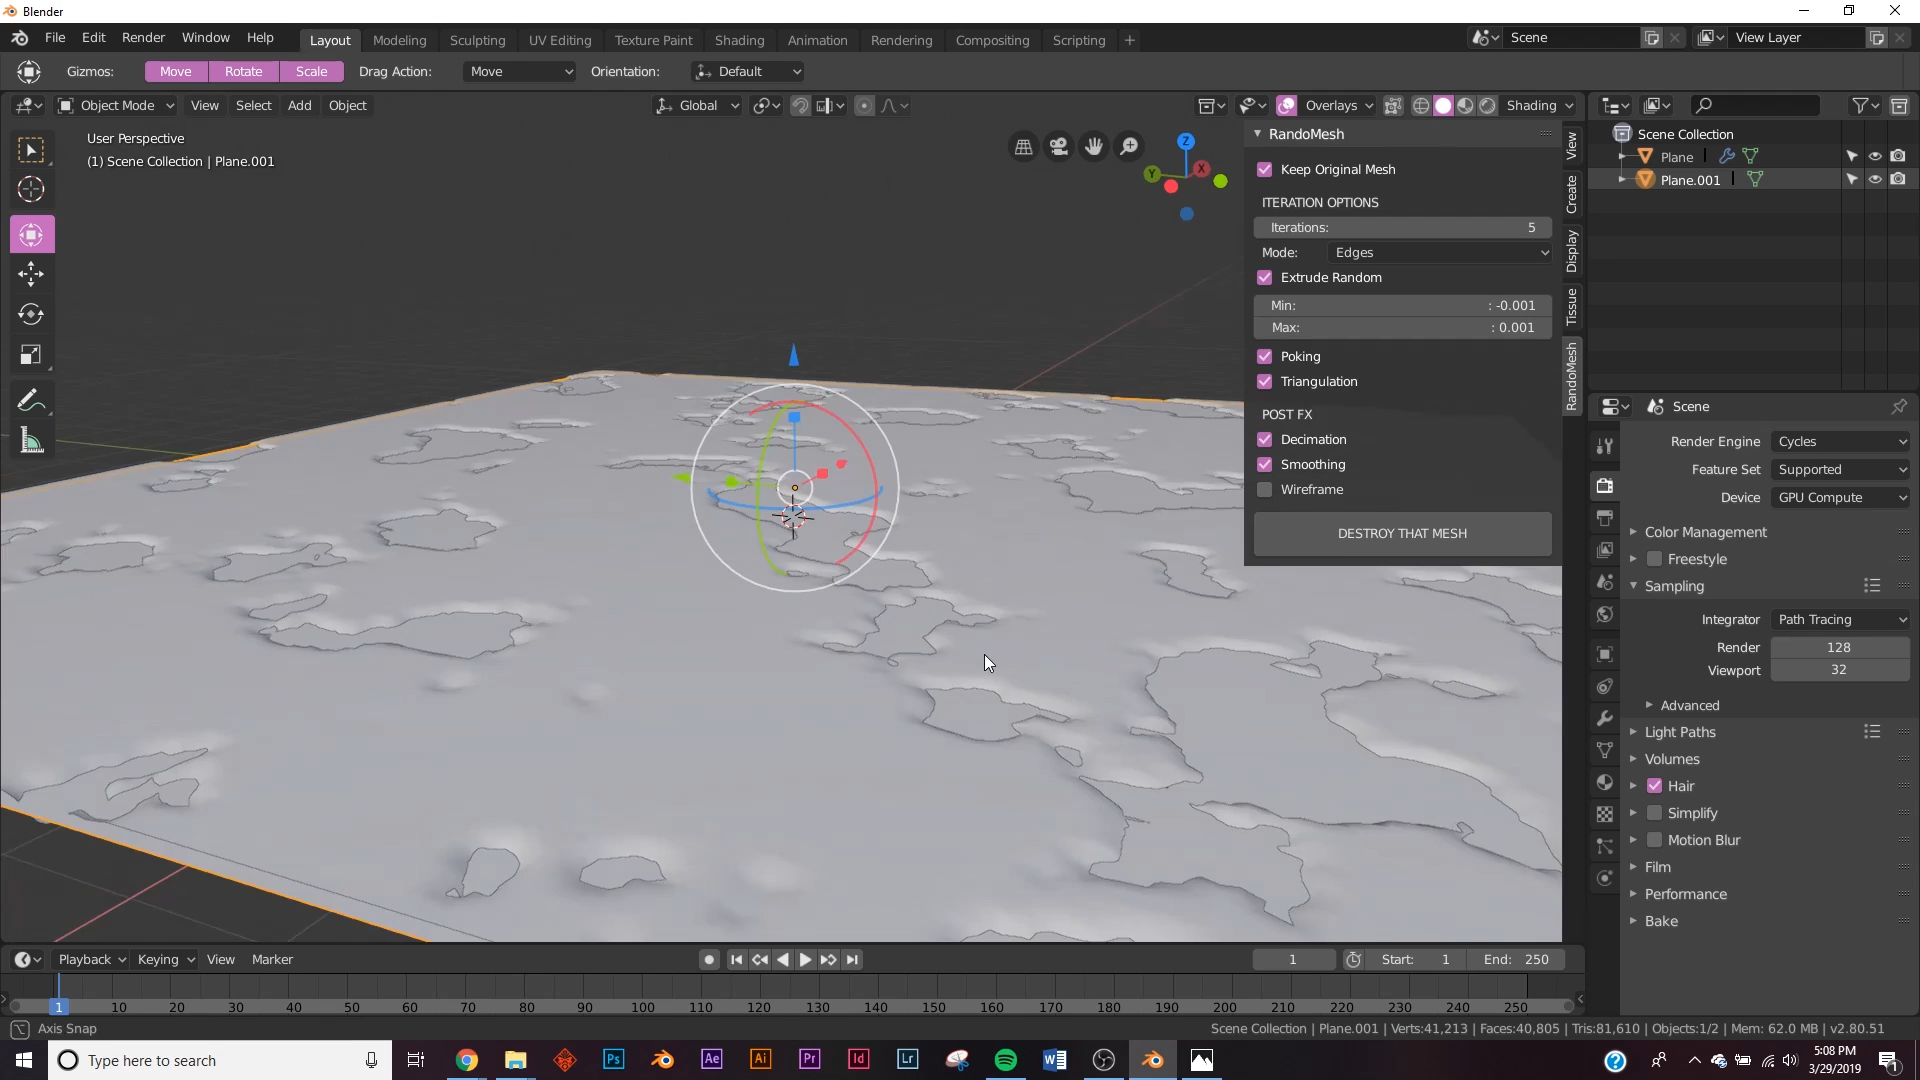 Blender
File Edit Render Window Help Layout Modeling Sculpting UV Editing Texture Paint Shading Animation Rendering Compositing Scripting + Scene View Layer
Gizmos: Move Rotate Scale Drag Action: Move Orientation: Default
Object Mode View Select Add Object Global Overlays Shading
User Perspective
(1) Scene Collection | Plane.001
Z
Y
X
RandoMesh
Keep Original Mesh
ITERATION OPTIONS
Iterations: 5
Mode: Edges
Extrude Random
Min: : -0.001
Max: : 0.001
Poking
Triangulation
POST FX
Decimation
Smoothing
Wireframe
DESTROY THAT MESH
View
Create
Display
Tissue
RandoMesh
Scene Collection
Plane
Plane.001
Scene
Render Engine Cycles
Feature Set Supported
Device GPU Compute
Color Management
Freestyle
Sampling
Integrator Path Tracing
Render 128
Viewport 32
Advanced
Light Paths
Volumes
Hair
Simplify
Motion Blur
Film
Performance
Bake
Playback Keying View Marker 1 Start: 1 End: 250
1 10 20 30 40 50 60 70 80 90 100 110 120 130 140 150 160 170 180 190 200 210 220 230 240 250
Axis Snap
Scene Collection | Plane.001 | Verts:41,213 | Faces:40,805 | Tris:81,610 | Objects:1/2 | Mem: 62.0 MB | v2.80.51
Type here to search
Ps Ae Ai Pr Id Lr W
?
5:08 PM
3/29/2019
1